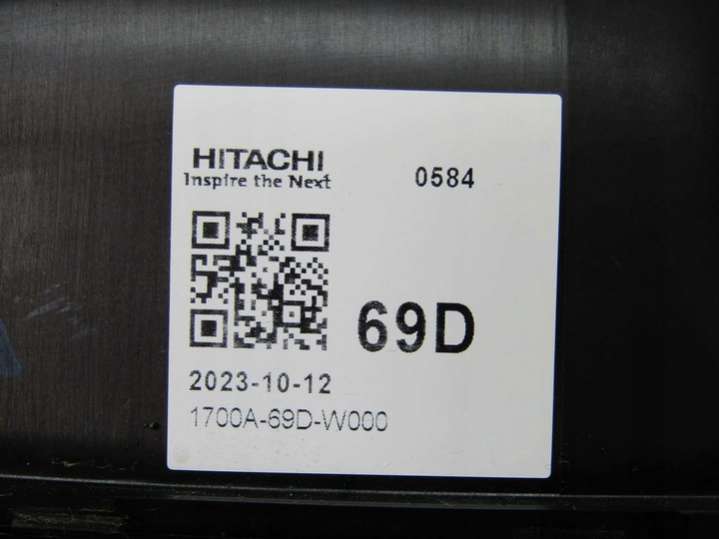 HITACHI
Inspire the Next
0584
69D
2023-10-12
1700A-69D-W000